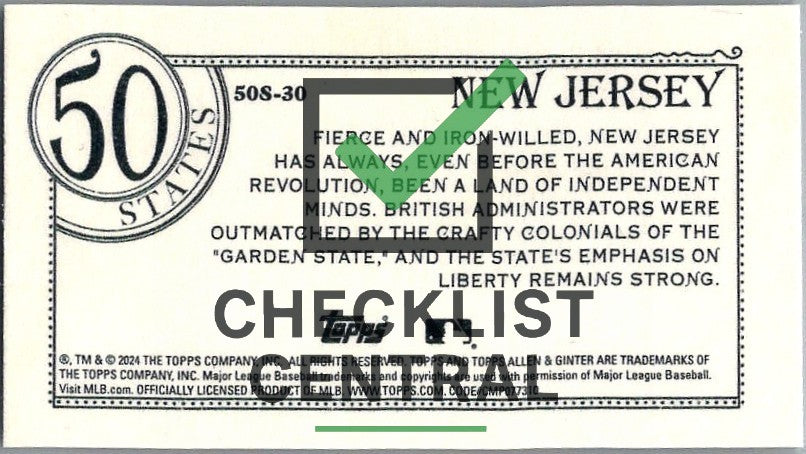 50
STATES
50S-30
NEW JERSEY
FIERCE AND IRON-WILLED, NEW JERSEY
HAS ALWAYS, EVEN BEFORE THE AMERICAN
REVOLUTION, BEEN A LAND OF INDEPENDENT
MINDS. BRITISH ADMINISTRATORS WERE
OUTMATCHED BY THE CRAFTY COLONIALS OF THE
"GARDEN STATE," AND THE STATE'S EMPHASIS ON
LIBERTY REMAINS STRONG.
CHECKLIST
Topps
®, TM & © 2024 THE TOPPS COMPANY, INC. ALL RIGHTS RESERVED. TOPPS AND TOPPS ALLEN & GINTER ARE TRADEMARKS OF
THE TOPPS COMPANY, INC. Major League Baseball trademarks and copyrights are used with permission of Major League Baseball.
CENTRAL
Visit MLB.com. OFFICIALLY LICENSED PRODUCT OF MLB. WWW.TOPPS.COM.